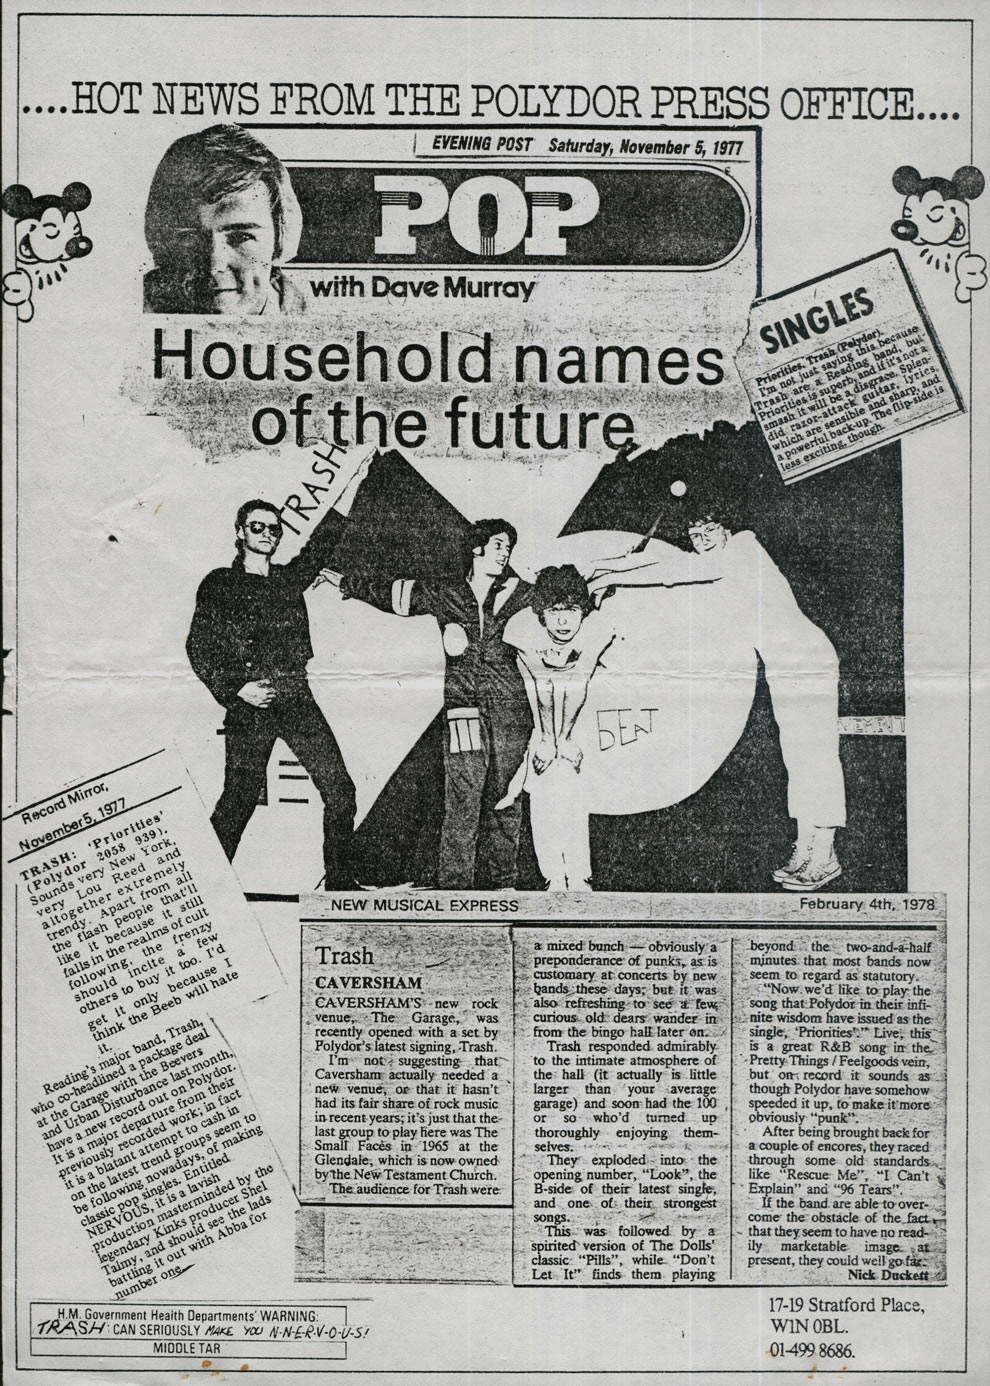 ....HOT NEWS FROM THE POLYDOR PRESS OFFICE....
EVENING POST Saturday, November 5, 1977
POP
with Dave Murray
Household names
of the future
SINGLES
Priorities, Trash (Polydor).
I'm not just saying this because
Trash are a Reading band, but
Priorities is superb, and if it's not a
smash it will be a disgrace. Splen-
did razor-attack guitar, lyrics,
which are sensible and sharp, and
a powerful back-up. The flip-side is
less exciting, though.
TRASH
BEAT
VEMENT
Record Mirror,
November 5, 1977
TRASH: 'Priorities'
(Polydor 2058 939).
Sounds very New York,
very Lou Reed and
altogether extremely
trendy. Apart from all
the flash people that'll
like it because it still
falls in the realms of cult
following, the frenzy
should incite a few
others to buy it too. I'd
get it only because I
think the Beeb will hate
it.
Reading's major band, Trash,
who co-headlined a package deal
at the Garage with the Beevers
and Urban Disturbance last month,
have a new record out on Polydor.
It is a major departure from their
previously recorded work; in fact
it is a blatant attempt to cash in
on the latest trend groups seem to
be following nowadays, of making
classic pop singles. Entitled
NERVOUS, it is a lavish
production masterminded by the
legendary Kinks producer Shel
Talmy, and should see the lads
battling it out with Abba for
number one
NEW MUSICAL EXPRESS
February 4th, 1978
Trash
CAVERSHAM
CAVERSHAM'S new rock
venue, The Garage, was
recently opened with a set by
Polydor's latest signing, Trash.
I'm not suggesting that
Caversham actually needed a
new venue, or that it hasn't
had its fair share of rock music
in recent years; it's just that the
last group to play here was The
Small Faces in 1965 at the
Glendale, which is now owned
by the New Testament Church.
The audience for Trash were
a mixed bunch — obviously a
preponderance of punks, as is
customary at concerts by new
bands these days; but it was
also refreshing to see a few
curious old dears wander in
from the bingo hall later on.
Trash responded admirably
to the intimate atmosphere of
the hall (it actually is little
larger than your average
garage) and soon had the 100
or so who'd turned up
thoroughly enjoying them-
selves.
They exploded into the
opening number, "Look", the
B-side of their latest single,
and one of their strongest
songs.
This was followed by a
spirited version of The Dolls'
classic "Pills", while "Don't
Let It" finds them playing
beyond the two-and-a-half
minutes that most bands now
seem to regard as statutory.
"Now we'd like to play the
song that Polydor in their infi-
nite wisdom have issued as the
single, 'Priorities'." Live, this
is a great R&B song in the
Pretty Things / Feelgoods vein,
but on record it sounds as
though Polydor have somehow
speeded it up, to make it more
obviously "punk".
After being brought back for
a couple of encores, they raced
through some old standards
like "Rescue Me", "I Can't
Explain" and "96 Tears".
If the band are able to over-
come the obstacle of the fact
that they seem to have no read-
ily marketable image at
present, they could well go far.
Nick Duckett
H.M. Government Health Departments' WARNING:
TRASH: CAN SERIOUSLY MAKE YOU N-N-E-R-V-O-U-S!
MIDDLE TAR
17-19 Stratford Place,
W1N 0BL.
01-499 8686.